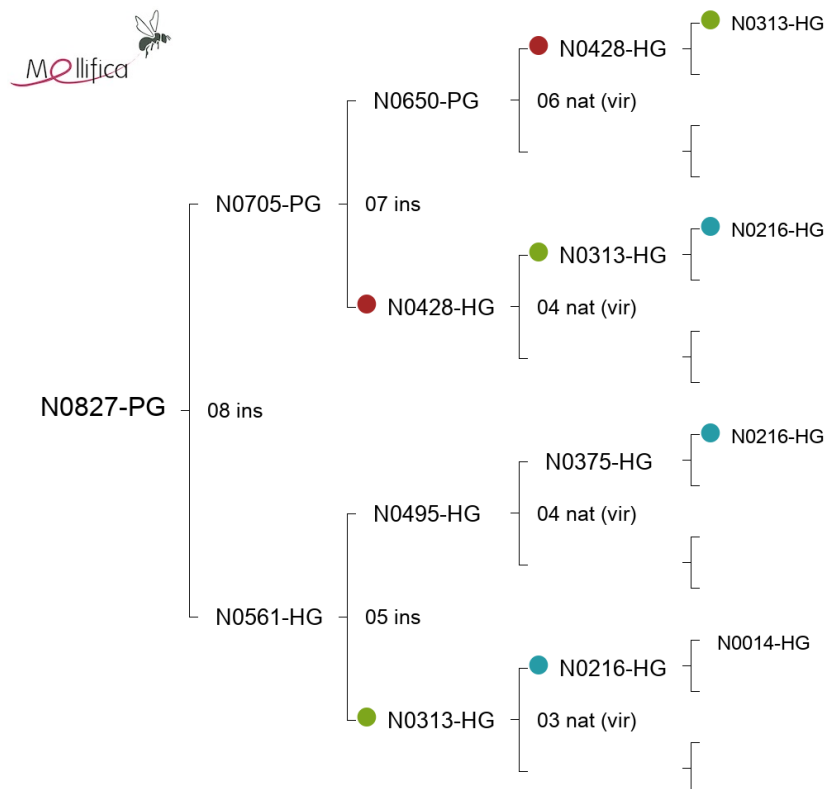 Mellifica
N0313-HG
N0428-HG
N0650-PG
06 nat (vir)
N0705-PG
07 ins
N0216-HG
N0313-HG
N0428-HG
04 nat (vir)
N0827-PG
08 ins
N0216-HG
N0375-HG
N0495-HG
04 nat (vir)
N0561-HG
05 ins
N0014-HG
N0216-HG
N0313-HG
03 nat (vir)